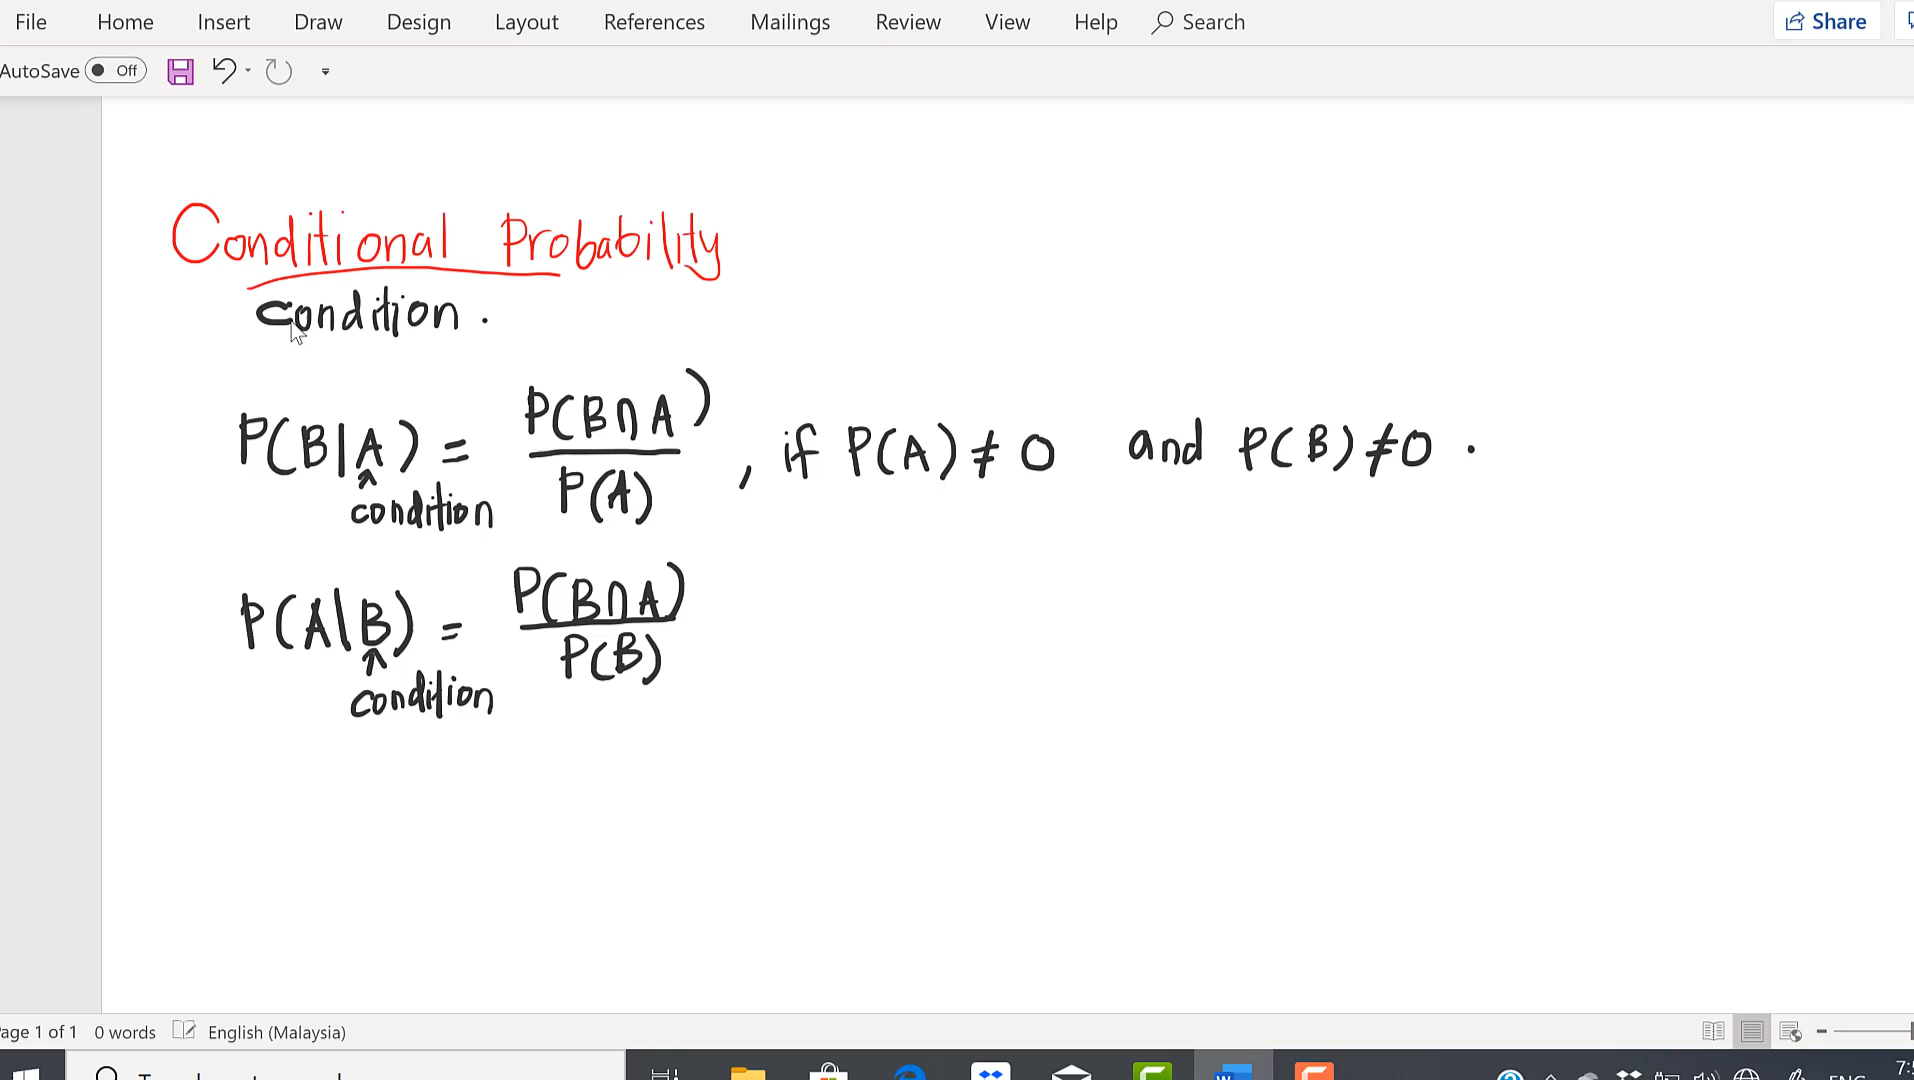 File Home Insert Draw Design Layout References Mailings Review View Help Search Share
AutoSave Off
Conditional Probability
condition.
P(B|A) = P(B∩A) / P(A) , if P(A) ≠ 0 and P(B) ≠ 0 .
condition
P(A|B) = P(B∩A) / P(B)
condition
age 1 of 1 0 words English (Malaysia)